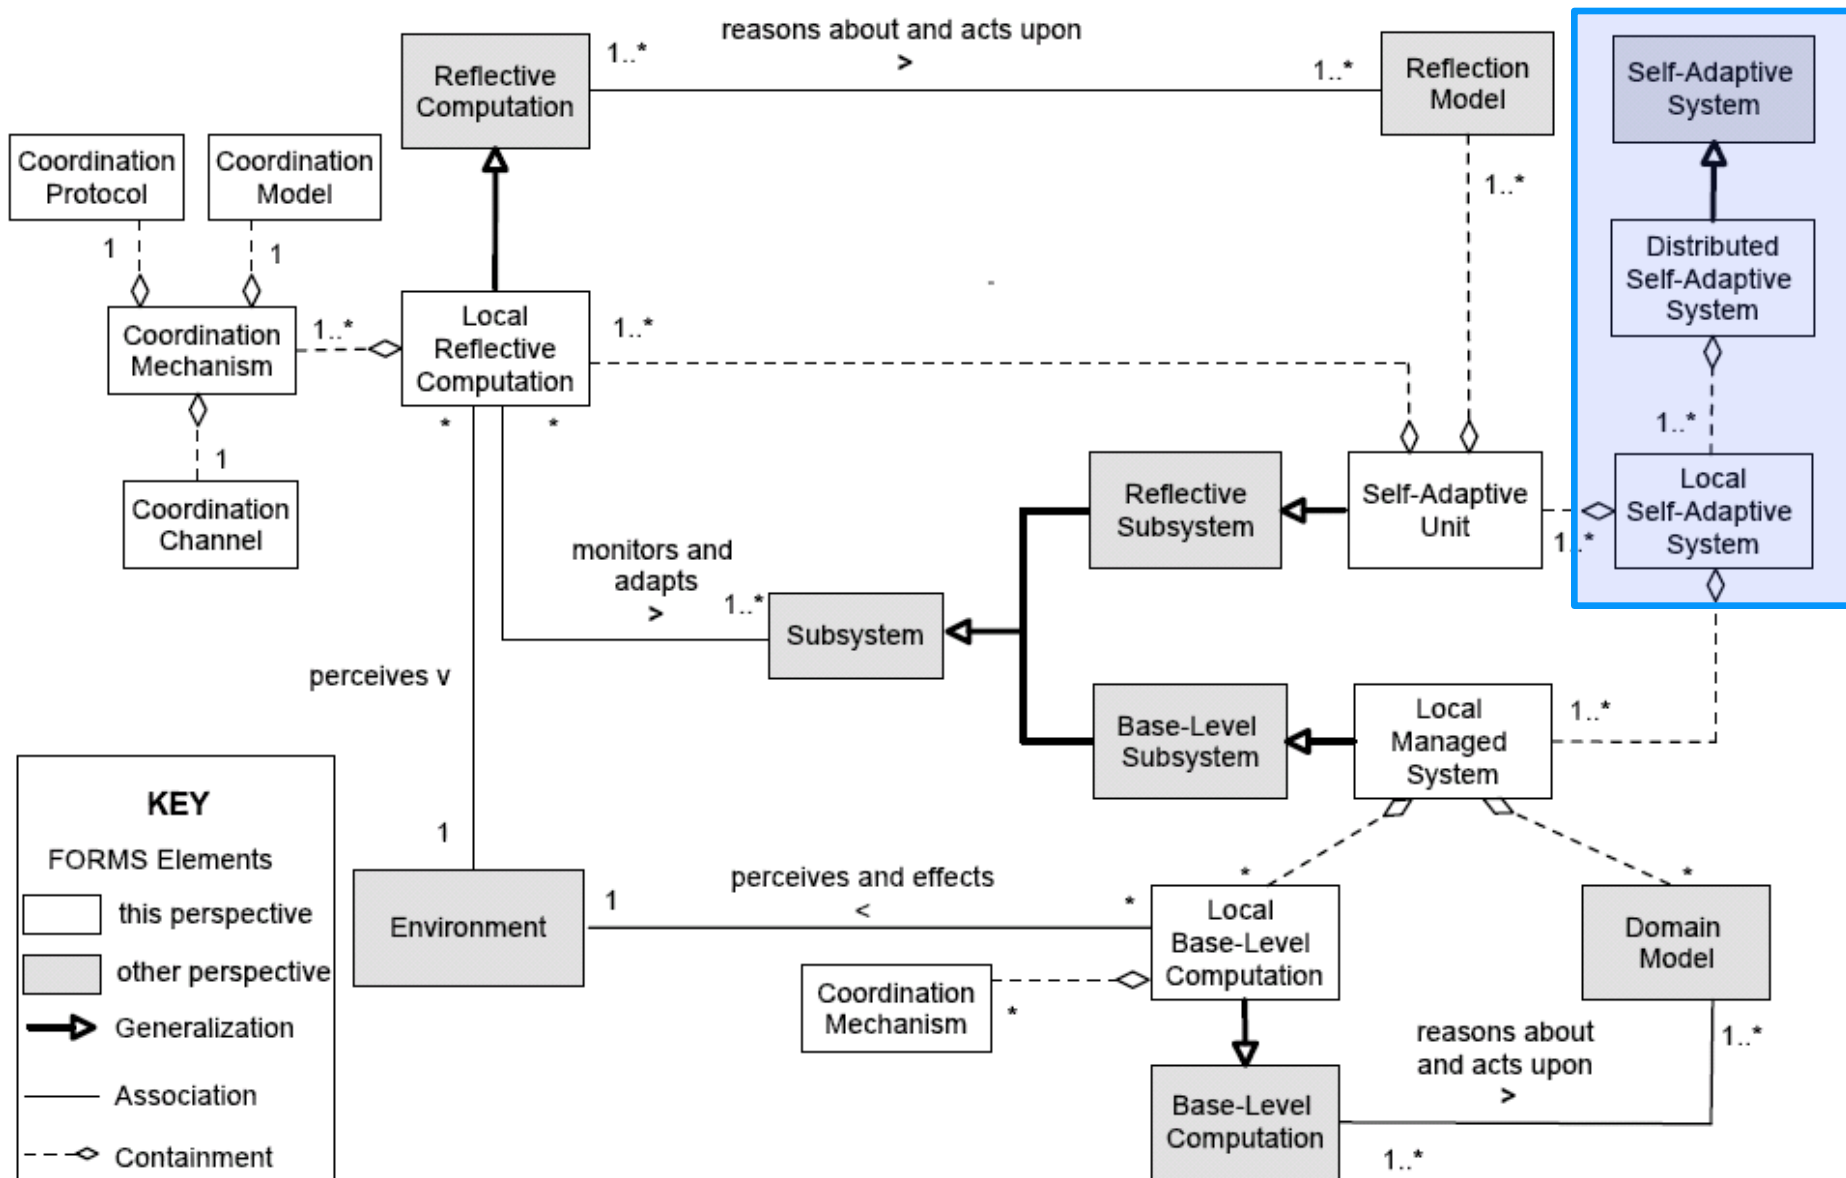 reasons about and acts upon
>
1..*
1..*
Reflective
Computation
Reflection
Model
Self-Adaptive
System
Coordination
Protocol
Coordination
Model
1..*
1
1
Distributed
Self-Adaptive
System
Coordination
Mechanism
1..*
Local
Reflective
Computation
1..*
*
*
1..*
1
Coordination
Channel
Reflective
Subsystem
Self-Adaptive
Unit
1..*
Local
Self-Adaptive
System
monitors and
adapts
>
1..*
Subsystem
perceives v
Base-Level
Subsystem
Local
Managed
System
1..*
1
*
*
Environment
1
perceives and effects
<
*
Local
Base-Level
Computation
Domain
Model
Coordination
Mechanism
*
reasons about
and acts upon
>
1..*
Base-Level
Computation
1..*
KEY
FORMS Elements
this perspective
other perspective
Generalization
Association
Containment